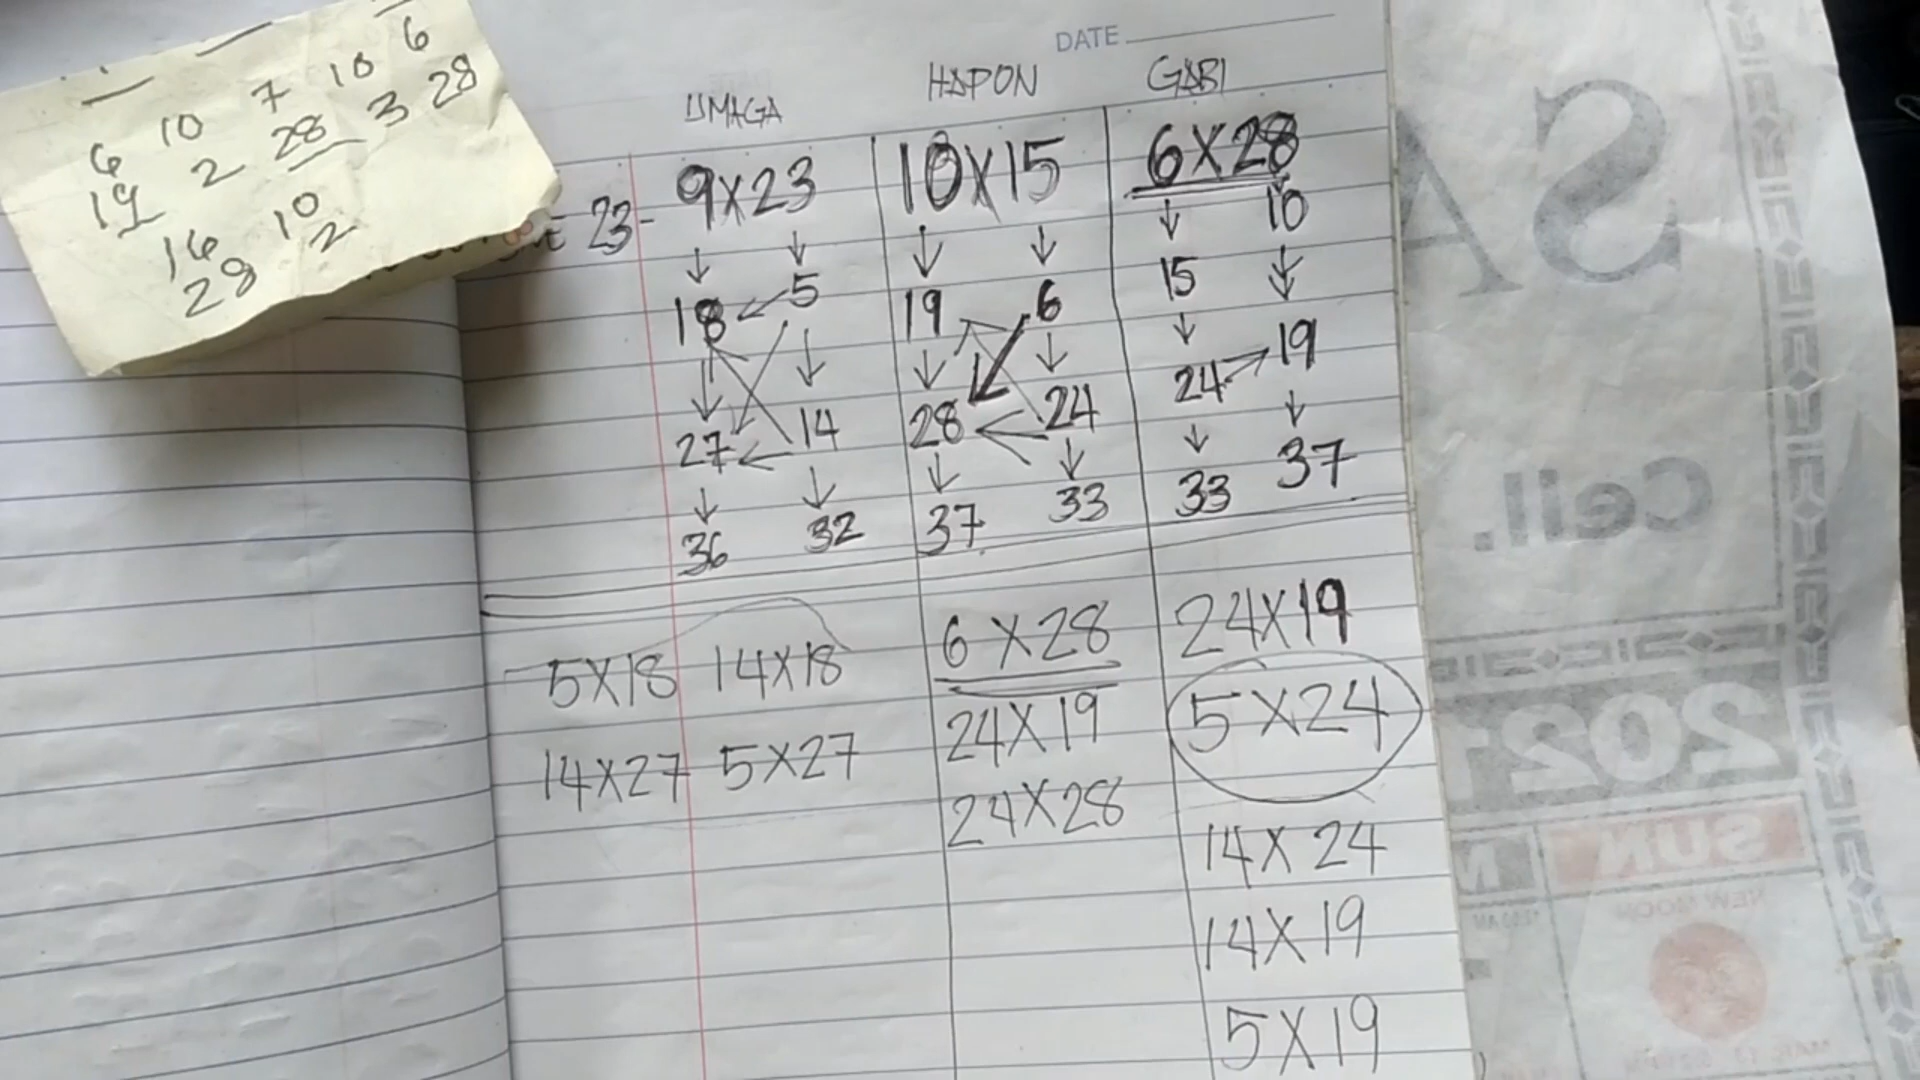 6 10 7 10 6
19 2 28 3 28
16 10
28 2
DATE
UMAGA HAPON GABI
23- 9X23 10X15 6X28
↓ ↓ ↓ ↓ ↓ 10
18 5 19 6 15
27 14 28 24 24 19
36 32 37 33 33 37
5X18 14X18 6X28 24X19
14X27 5X27 24X19 5X24
24X28 14X24
14X19
5X19
SA
Cell.
2021
SUN
NEW MOON